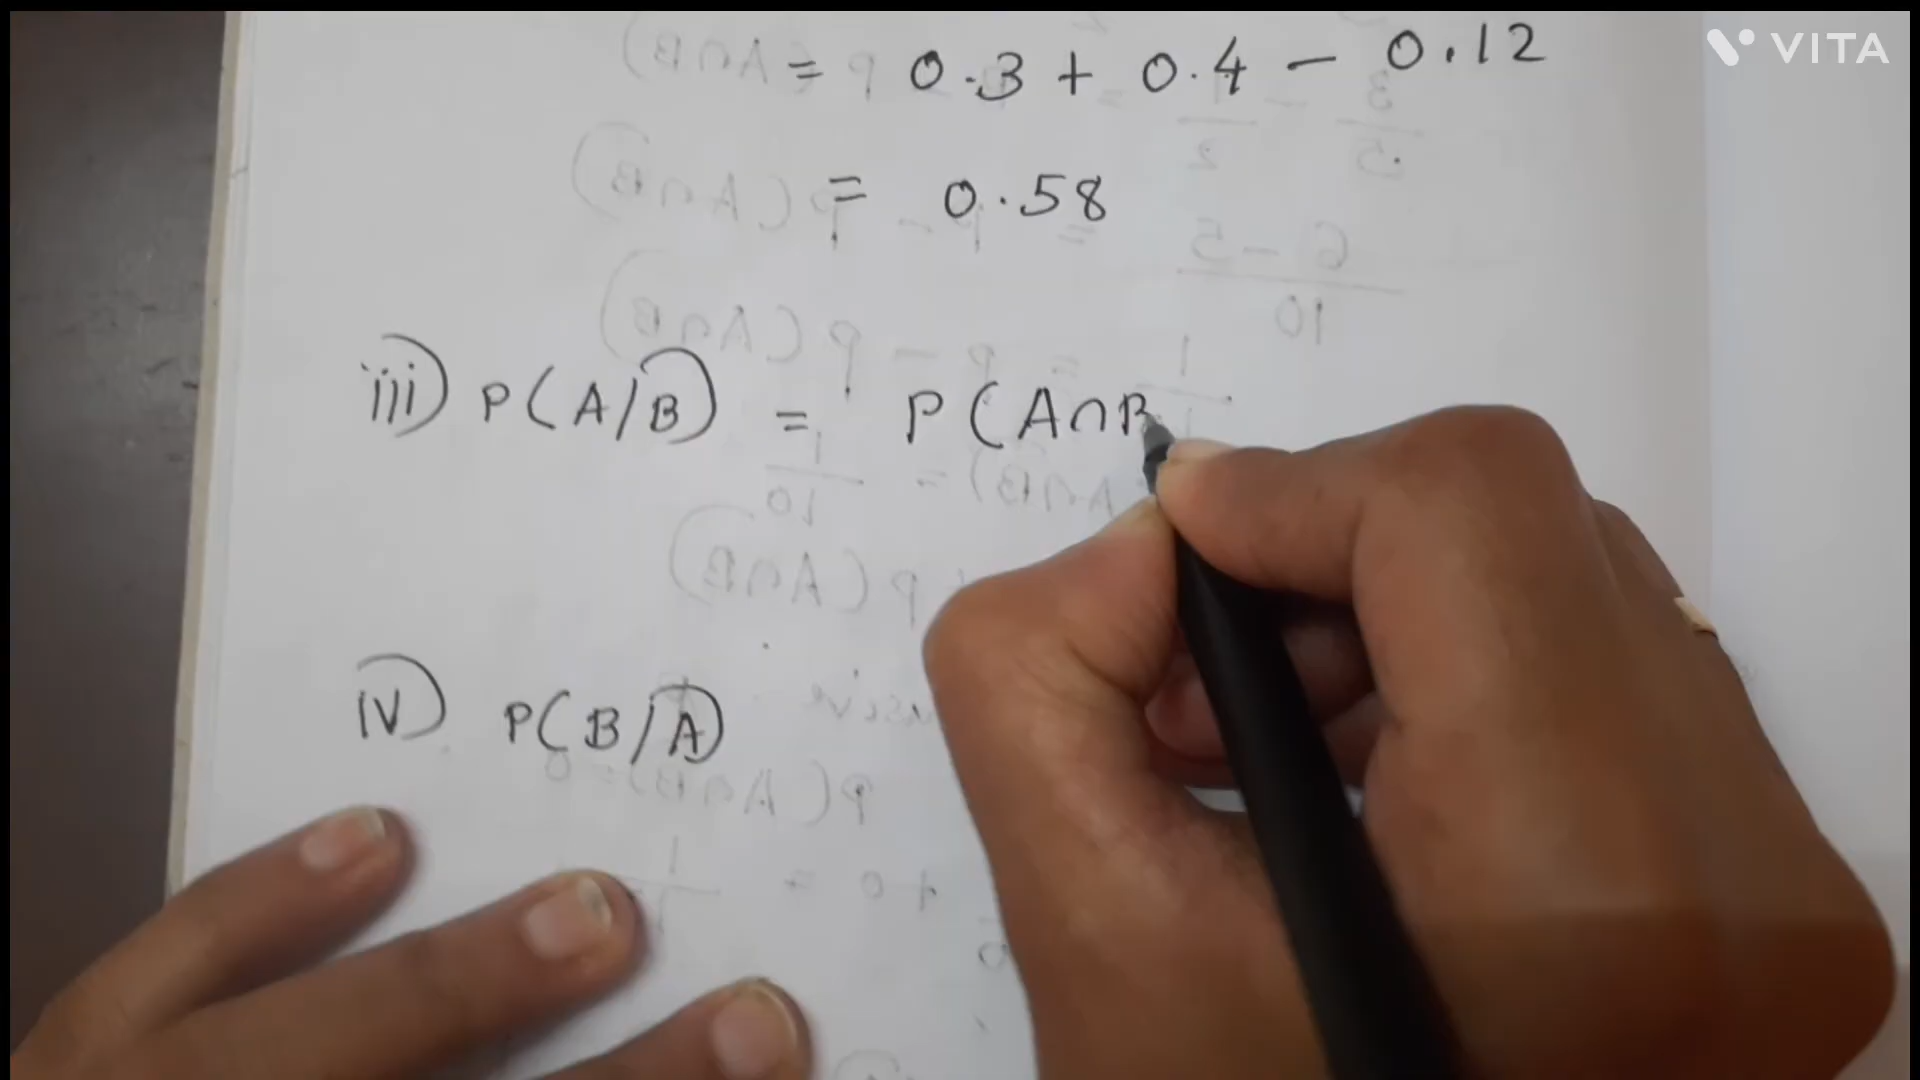 VITA
= 0.3 + 0.4 - 0.12
= 0.58
iii) P(A/B) = P(A∩B
iv) P(B/A)